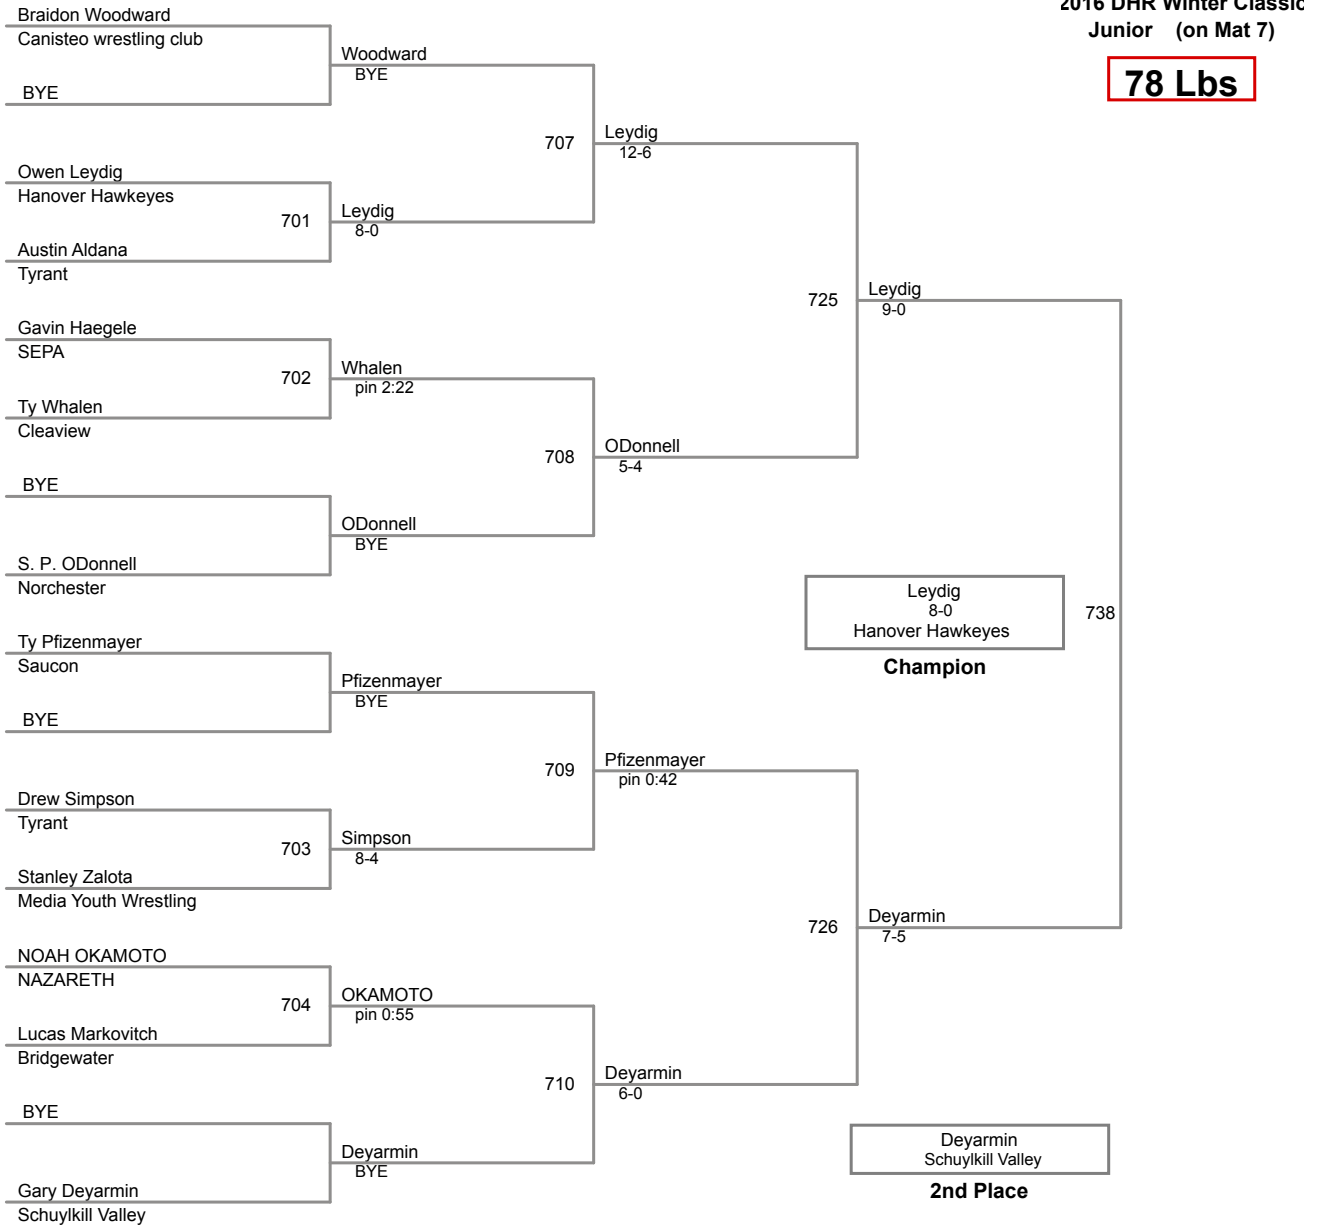 2016 DHR Winter Classic
Junior (on Mat 7)
78 Lbs
Braidon Woodward
Canisteo wrestling club
BYE
Woodward
BYE
Owen Leydig
Hanover Hawkeyes
701
Austin Aldana
Tyrant
Leydig
8-0
707
Leydig
12-6
Gavin Haegele
SEPA
702
Ty Whalen
Cleaview
Whalen
pin 2:22
BYE
S. P. ODonnell
Norchester
ODonnell
BYE
708
ODonnell
5-4
725
Leydig
9-0
Ty Pfizenmayer
Saucon
BYE
Pfizenmayer
BYE
Drew Simpson
Tyrant
703
Stanley Zalota
Media Youth Wrestling
Simpson
8-4
709
Pfizenmayer
pin 0:42
NOAH OKAMOTO
NAZARETH
704
Lucas Markovitch
Bridgewater
OKAMOTO
pin 0:55
BYE
Gary Deyarmin
Schuylkill Valley
Deyarmin
BYE
710
Deyarmin
6-0
726
Deyarmin
7-5
738
Leydig
8-0
Hanover Hawkeyes
Champion
Deyarmin
Schuylkill Valley
2nd Place